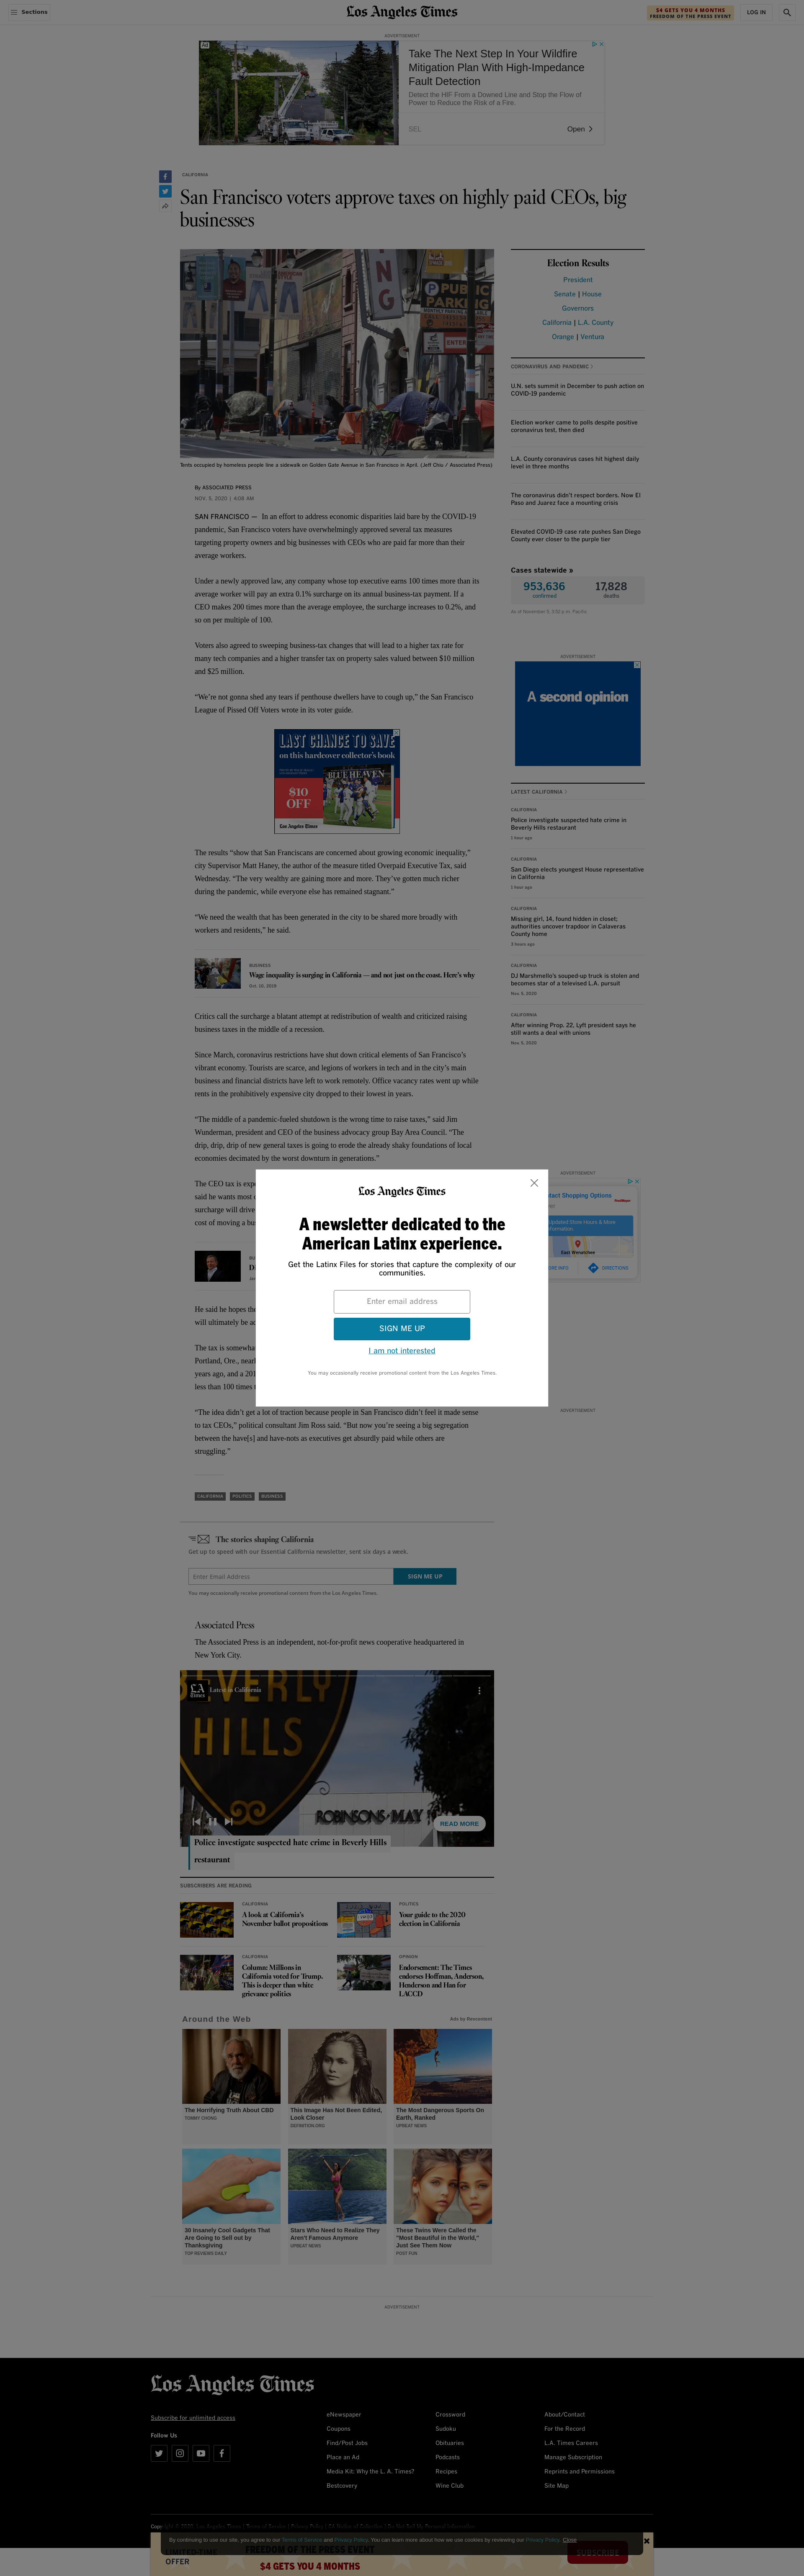 Sections
Los Angeles Times
$4 GETS YOU 4 MONTHS
FREEDOM OF THE PRESS EVENT
LOG IN
ADVERTISEMENT
Ad
Take The Next Step In Your Wildfire
Mitigation Plan With High-Impedance
Fault Detection
Detect the HIF From a Downed Line and Stop the Flow of
Power to Reduce the Risk of a Fire.
SEL
Open
CALIFORNIA
San Francisco voters approve taxes on highly paid CEOs, big
businesses
PUBLIC
PARKING
ENTER
Tents occupied by homeless people line a sidewalk on Golden Gate Avenue in San Francisco in April. (Jeff Chiu / Associated Press)
By ASSOCIATED PRESS
NOV. 5, 2020 | 4:08 AM
SAN FRANCISCO — In an effort to address economic disparities laid bare by the COVID-19
pandemic, San Francisco voters have overwhelmingly approved several tax measures
targeting property owners and big businesses with CEOs who are paid far more than their
average workers.
Under a newly approved law, any company whose top executive earns 100 times more than its
average worker will pay an extra 0.1% surcharge on its annual business-tax payment. If a
CEO makes 200 times more than the average employee, the surcharge increases to 0.2%, and
so on per multiple of 100.
Voters also agreed to sweeping business-tax changes that will lead to a higher tax rate for
many tech companies and a higher transfer tax on property sales valued between $10 million
and $25 million.
“We’re not gonna shed any tears if penthouse dwellers have to cough up,” the San Francisco
League of Pissed Off Voters wrote in its voter guide.
LAST CHANCE TO SAVE
on this hardcover collector's book
$10
OFF
BLUE HEAVEN
Los Angeles Times
The results “show that San Franciscans are concerned about growing economic inequality,”
city Supervisor Matt Haney, the author of the measure titled Overpaid Executive Tax, said
Wednesday. “The very wealthy are gaining more and more. They’ve gotten much richer
during the pandemic, while everyone else has remained stagnant.”
“We need the wealth that has been generated in the city to be shared more broadly with
workers and residents,” he said.
BUSINESS
Wage inequality is surging in California — and not just on the coast. Here’s why
Oct. 10, 2019
Critics call the surcharge a blatant attempt at redistribution of wealth and criticized raising
business taxes in the middle of a recession.
Since March, coronavirus restrictions have shut down critical elements of San Francisco’s
vibrant economy. Tourists are scarce, and legions of workers in tech and in the city’s main
business and financial districts have left to work remotely. Office vacancy rates crept up while
rents in the prohibitively expensive city dropped to their lowest in years.
“The middle of a pandemic-fueled shutdown is the wrong time to raise taxes,” said Jim
Wunderman, president and CEO of the business advocacy group Bay Area Council. “The
drip, drip, drip of new general taxes is going to erode the already shaky foundations of local
economies decimated by the worst downturn in generations.”
The CEO tax is expe
said he wants most c
surcharge will drive
cost of moving a bus
He said he hopes the
will ultimately be ac
The tax is somewha
Portland, Ore., nearl
years ago, and a 201
less than 100 times t
“The idea didn’t get a lot of traction because people in San Francisco didn’t feel it made sense
to tax CEOs,” political consultant Jim Ross said. “But now you’re seeing a big segregation
between the have[s] and have-nots as executives get absurdly paid while others are
struggling.”
CALIFORNIA
POLITICS
BUSINESS
The stories shaping California
Get up to speed with our Essential California newsletter, sent six days a week.
Enter Email Address
SIGN ME UP
You may occasionally receive promotional content from the Los Angeles Times.
Associated Press
The Associated Press is an independent, not-for-profit news cooperative headquartered in
New York City.
LA
Times
Latest in California
ROBINSONS·MAY
READ MORE
Police investigate suspected hate crime in Beverly Hills
restaurant
SUBSCRIBERS ARE READING
CALIFORNIA
A look at California’s
November ballot propositions
POLITICS
Your guide to the 2020
election in California
CALIFORNIA
Column: Millions in
California voted for Trump.
This is deeper than white
grievance politics
OPINION
Endorsement: The Times
endorses Hoffman, Anderson,
Henderson and Han for
LACCD
Around the Web
Ads by Revcontent
The Horrifying Truth About CBD
TOMMY CHONG
This Image Has Not Been Edited,
Look Closer
DEFINITION.ORG
The Most Dangerous Sports On
Earth, Ranked
UPBEAT NEWS
30 Insanely Cool Gadgets That
Are Going to Sell out by
Thanksgiving
TOP REVIEWS DAILY
Stars Who Need to Realize They
Aren't Famous Anymore
UPBEAT NEWS
These Twins Were Called the
"Most Beautiful in the World,"
Just See Them Now
POST FUN
Election Results
President
Senate | House
Governors
California | L.A. County
Orange | Ventura
CORONAVIRUS AND PANDEMIC
U.N. sets summit in December to push action on
COVID-19 pandemic
Election worker came to polls despite positive
coronavirus test, then died
L.A. County coronavirus cases hit highest daily
level in three months
The coronavirus didn’t respect borders. Now El
Paso and Juarez face a mounting crisis
Elevated COVID-19 case rate pushes San Diego
County ever closer to the purple tier
Cases statewide »
953,636
confirmed
17,828
deaths
ADVERTISEMENT
A second opinion
LATEST CALIFORNIA
CALIFORNIA
Police investigate suspected hate crime in
Beverly Hills restaurant
1 hour ago
CALIFORNIA
San Diego elects youngest House representative
in California
1 hour ago
CALIFORNIA
Missing girl, 14, found hidden in closet;
authorities uncover trapdoor in Calaveras
County home
3 hours ago
CALIFORNIA
DJ Marshmello’s souped-up truck is stolen and
becomes star of a televised L.A. pursuit
Nov. 5, 2020
CALIFORNIA
After winning Prop. 22, Lyft president says he
still wants a deal with unions
Nov. 5, 2020
ADVERTISEMENT
tact Shopping Options
Updated Store Hours & More
East Wenatchee
DIRECTIONS
ADVERTISEMENT
Los Angeles Times
A newsletter dedicated to the
American Latinx experience.
Get the Latinx Files for stories that capture the complexity of our
communities.
Enter email address
SIGN ME UP
I am not interested
You may occasionally receive promotional content from the Los Angeles Times.
ADVERTISEMENT
Los Angeles Times
Subscribe for unlimited access
Follow Us
eNewspaper
Coupons
Find/Post Jobs
Place an Ad
Media Kit: Why the L. A. Times?
Bestcovery
Crossword
Sudoku
Obituaries
Podcasts
Recipes
Wine Club
About/Contact
For the Record
L.A. Times Careers
Manage Subscription
Reprints and Permissions
Site Map
By continuing to use our site, you agree to our Terms of Service and Privacy Policy. You can learn more about how we use cookies by reviewing our Privacy Policy. Close
OFFER
FREEDOM OF THE PRESS EVENT
$4 GETS YOU 4 MONTHS
SUBSCRIBE